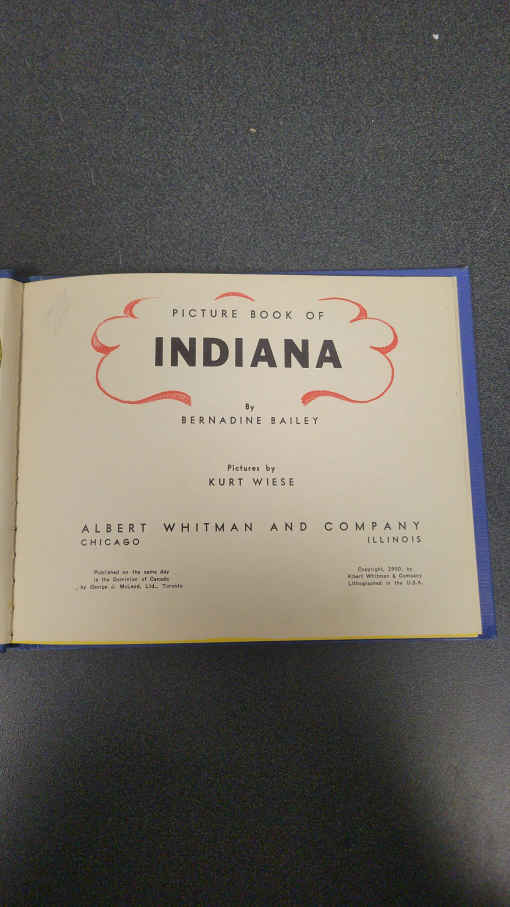 PICTURE BOOK OF
INDIANA
By
BERNADINE BAILEY
Pictures by
KURT WIESE
ALBERT WHITMAN AND COMPANY
CHICAGO ILLINOIS
Published on the same day
in the Dominion of Canada
by George J. McLeod, Ltd., Toronto
Copyright, 1950, by
Albert Whitman & Company
Lithographed in the U.S.A.